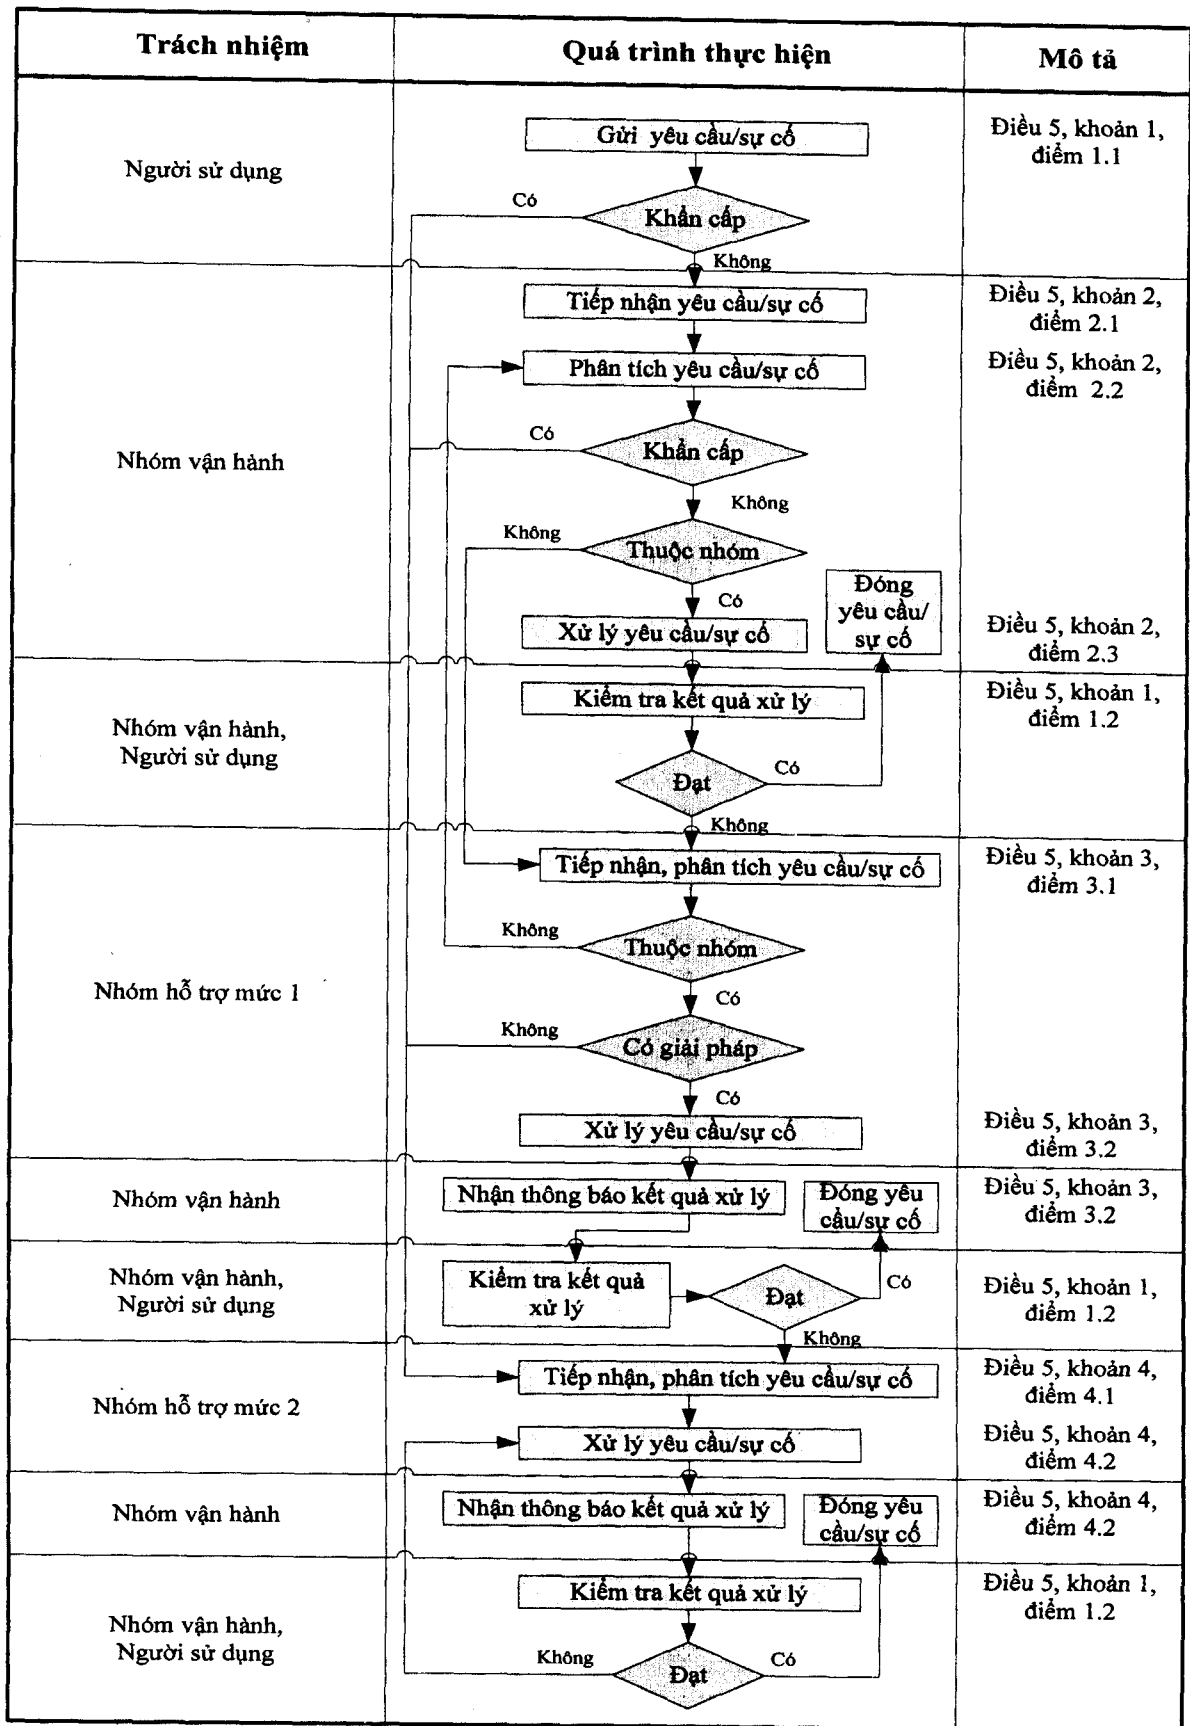 Trách nhiệm
Quá trình thực hiện
Mô tả
Người sử dụng
Gửi yêu cầu/sự cố
Điều 5, khoản 1,
điểm 1.1
Có
Khẩn cấp
Không
Nhóm vận hành
Tiếp nhận yêu cầu/sự cố
Điều 5, khoản 2,
điểm 2.1
Phân tích yêu cầu/sự cố
Điều 5, khoản 2,
điểm 2.2
Có
Khẩn cấp
Không
Không
Thuộc nhóm
Có
Đóng
yêu cầu/
sự cố
Xử lý yêu cầu/sự cố
Điều 5, khoản 2,
điểm 2.3
Nhóm vận hành,
Người sử dụng
Kiểm tra kết quả xử lý
Điều 5, khoản 1,
điểm 1.2
Đạt
Có
Không
Nhóm hỗ trợ mức 1
Tiếp nhận, phân tích yêu cầu/sự cố
Điều 5, khoản 3,
điểm 3.1
Không
Thuộc nhóm
Có
Không
Có giải pháp
Có
Xử lý yêu cầu/sự cố
Điều 5, khoản 3,
điểm 3.2
Nhóm vận hành
Nhận thông báo kết quả xử lý
Đóng yêu
cầu/sự cố
Điều 5, khoản 3,
điểm 3.2
Nhóm vận hành,
Người sử dụng
Kiểm tra kết quả
xử lý
Đạt
Có
Không
Điều 5, khoản 1,
điểm 1.2
Nhóm hỗ trợ mức 2
Tiếp nhận, phân tích yêu cầu/sự cố
Điều 5, khoản 4,
điểm 4.1
Xử lý yêu cầu/sự cố
Điều 5, khoản 4,
điểm 4.2
Nhóm vận hành
Nhận thông báo kết quả xử lý
Đóng yêu
cầu/sự cố
Điều 5, khoản 4,
điểm 4.2
Nhóm vận hành,
Người sử dụng
Kiểm tra kết quả xử lý
Điều 5, khoản 1,
điểm 1.2
Không
Đạt
Có